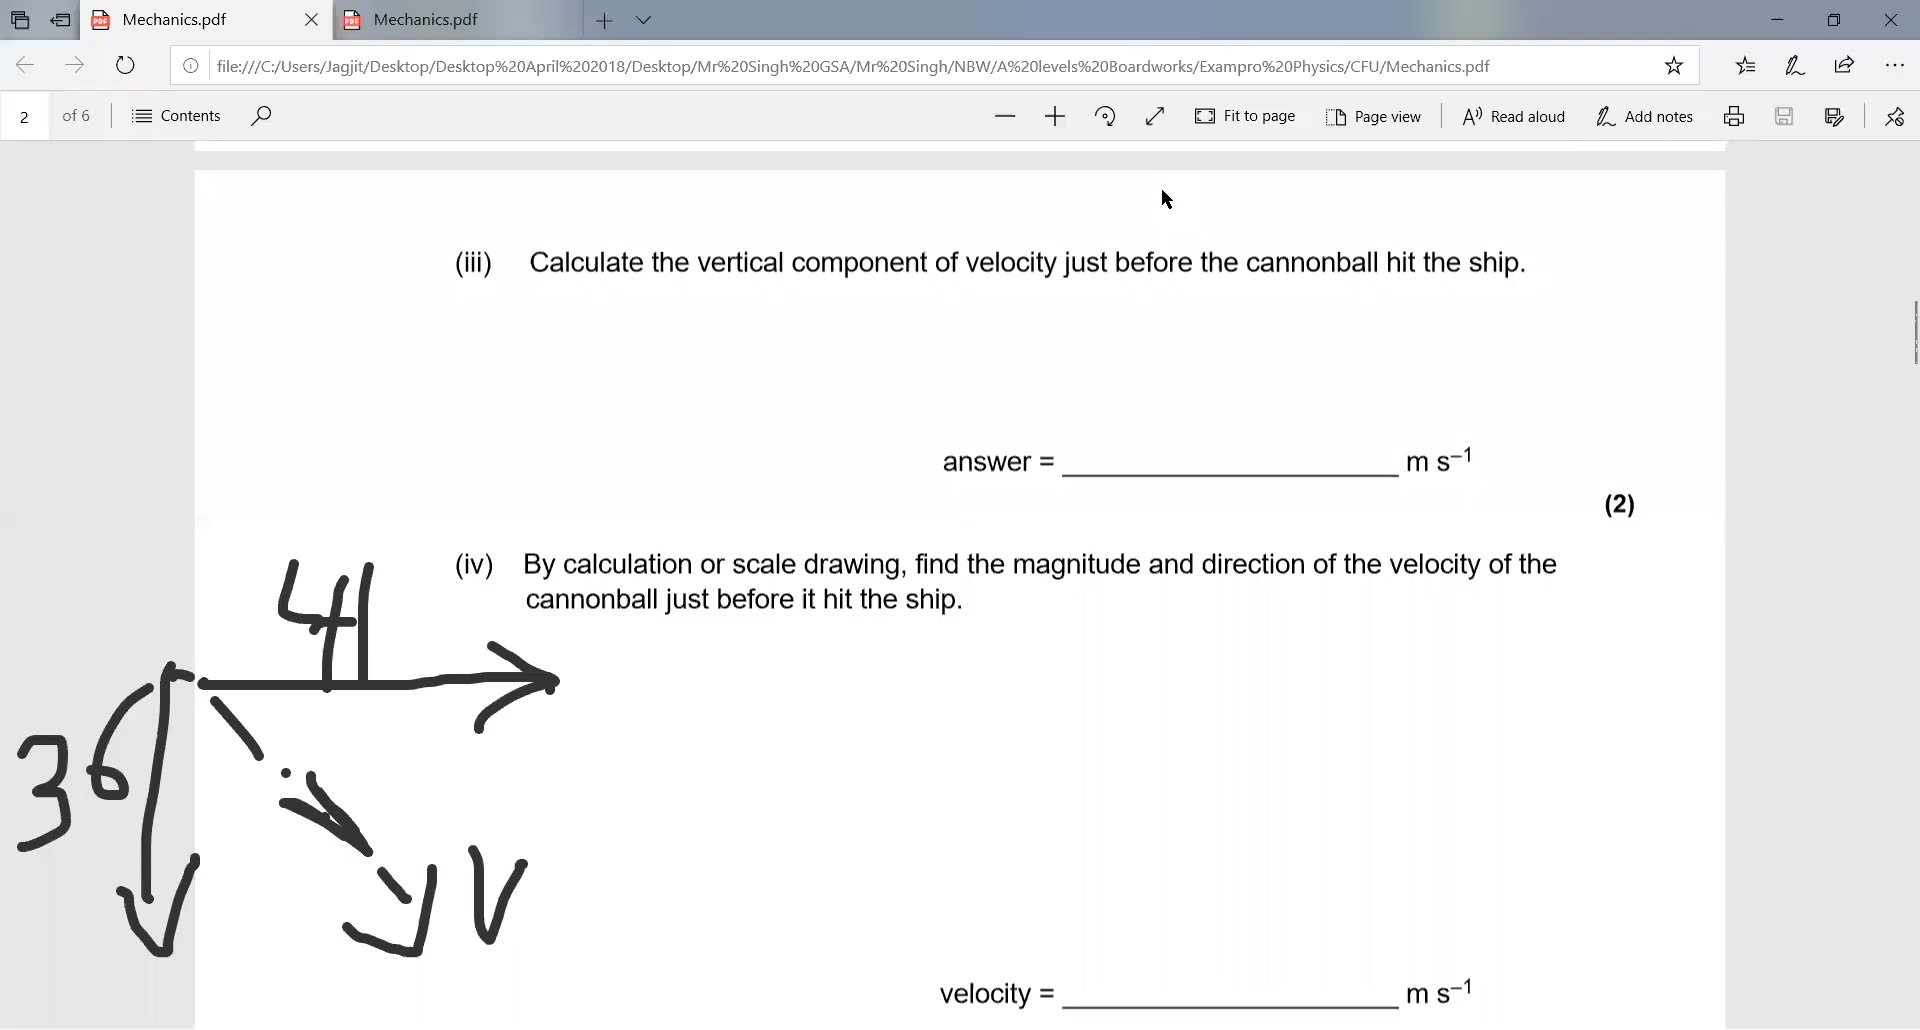 Mechanics.pdf
Mechanics.pdf
file:///C:/Users/Jagjit/Desktop/Desktop%20April%202018/Desktop/Mr%20Singh%20GSA/Mr%20Singh/NBW/A%20levels%20Boardworks/Exampro%20Physics/CFU/Mechanics.pdf
2 of 6 Contents Fit to page Page view Read aloud Add notes
(iii) Calculate the vertical component of velocity just before the cannonball hit the ship.
answer = ____________________ m s–1
(2)
(iv) By calculation or scale drawing, find the magnitude and direction of the velocity of the
cannonball just before it hit the ship.
41
36
V
velocity = ____________________ m s–1